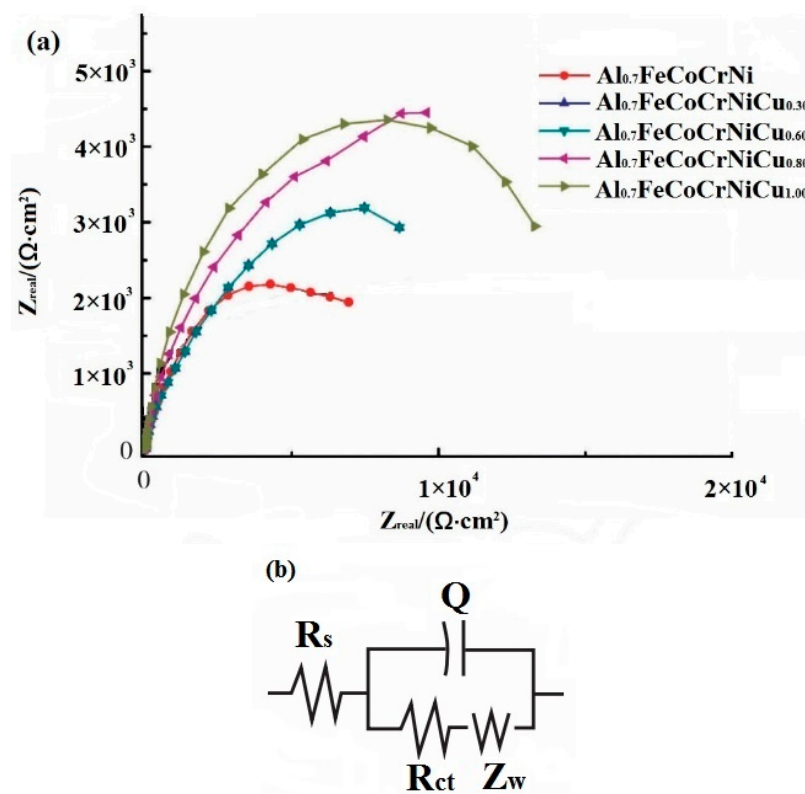 (a)
5×10³
4×10³
3×10³
2×10³
1×10³
0
Zreal/(Ω·cm²)
Al0.7FeCoCrNi
Al0.7FeCoCrNiCu0.30
Al0.7FeCoCrNiCu0.60
Al0.7FeCoCrNiCu0.80
Al0.7FeCoCrNiCu1.00
0
1×10⁴
2×10⁴
Zreal/(Ω·cm²)
(b)
Q
Rs
Rct Zw